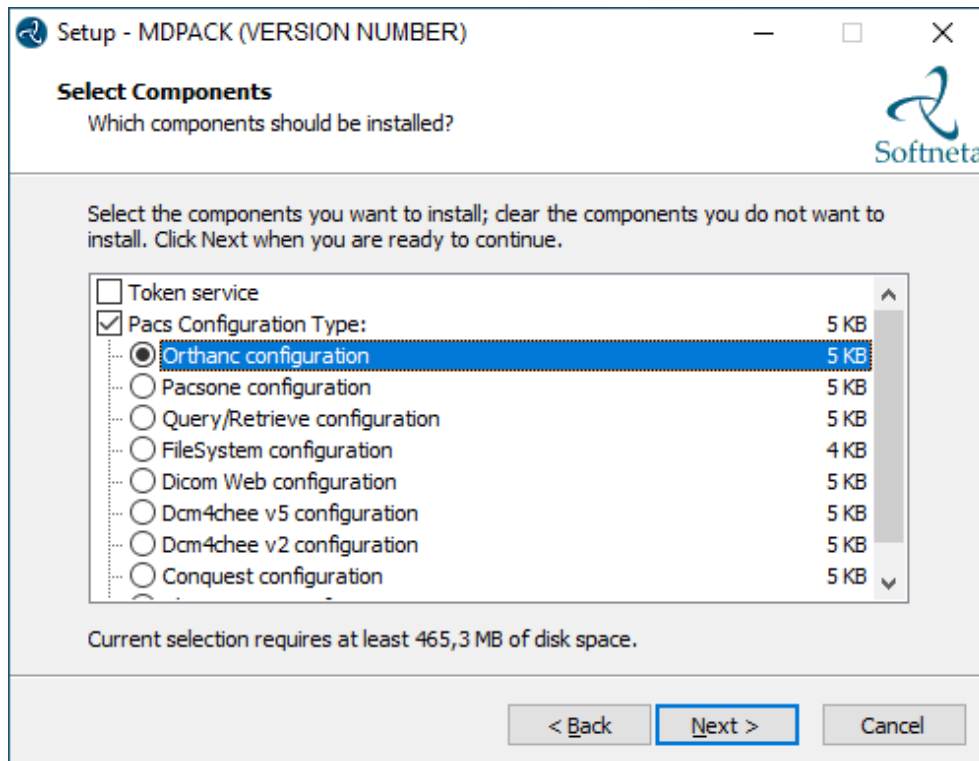 Setup - MDPACK (VERSION NUMBER)
Select Components
Which components should be installed?
Softneta
Select the components you want to install; clear the components you do not want to
install. Click Next when you are ready to continue.
Token service
Pacs Configuration Type: 5 KB
Orthanc configuration 5 KB
Pacsone configuration 5 KB
Query/Retrieve configuration 5 KB
FileSystem configuration 4 KB
Dicom Web configuration 5 KB
Dcm4chee v5 configuration 5 KB
Dcm4chee v2 configuration 5 KB
Conquest configuration 5 KB
Current selection requires at least 465,3 MB of disk space.
< Back Next > Cancel